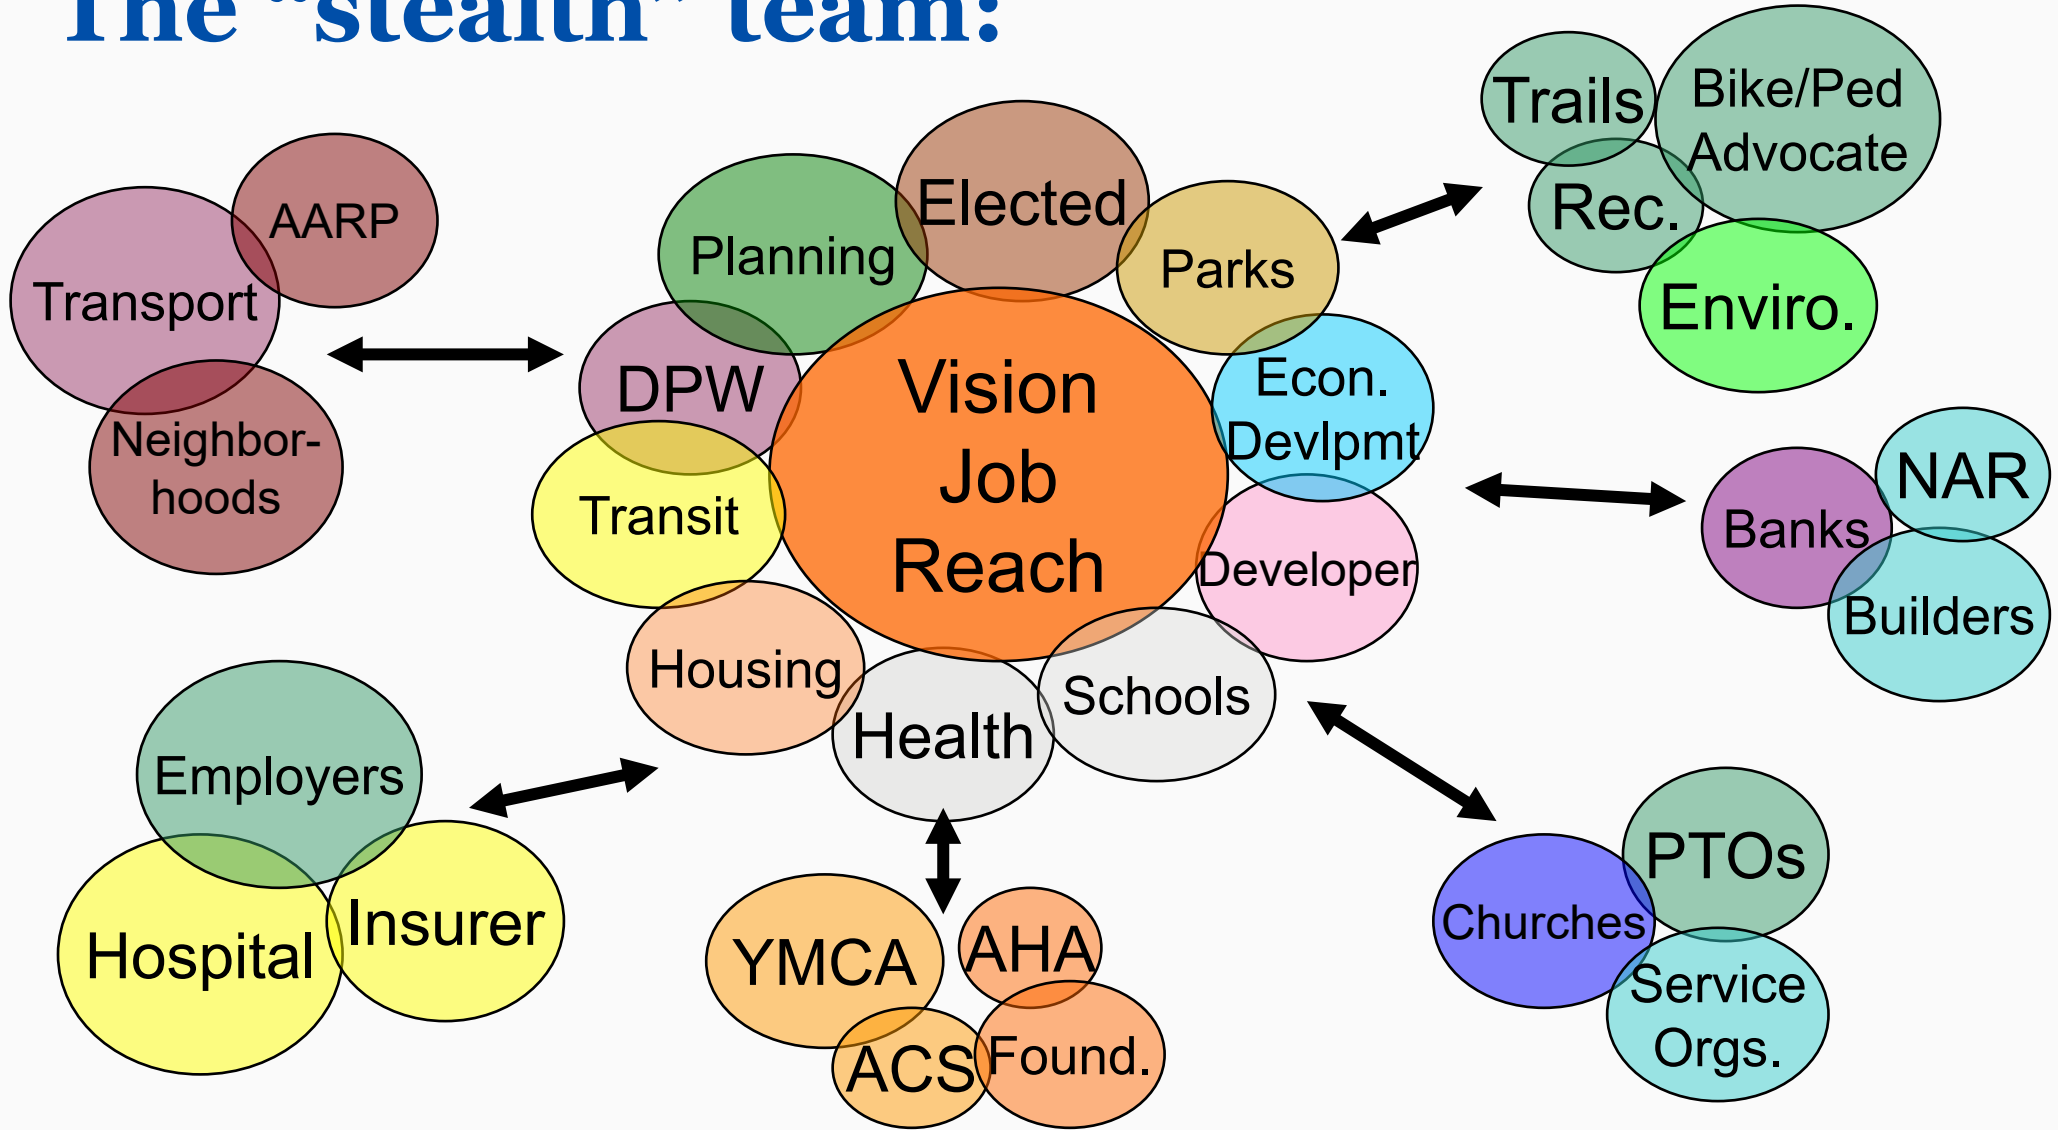 The “stealth” team:
Trails
Bike/Ped
Advocate
Rec.
Enviro.
AARP
Transport
Neighbor-
hoods
Elected
Planning
Parks
DPW
Econ.
Devlpmt
Transit
Vision
Job
Reach
Developer
Housing
Health
Schools
NAR
Banks
Builders
Employers
Hospital
Insurer
YMCA
AHA
ACS
Found.
PTOs
Churches
Service
Orgs.